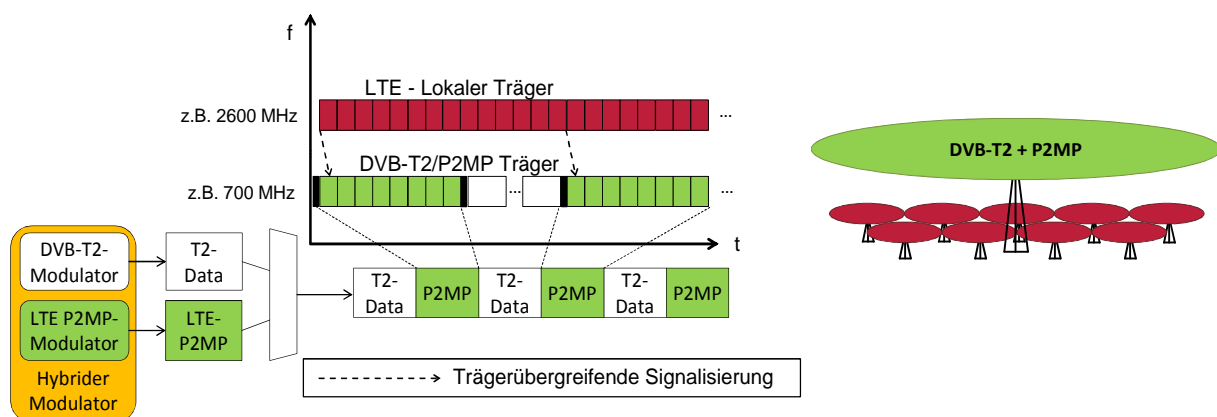 f
LTE - Lokaler Träger
z.B. 2600 MHz
...
DVB-T2/P2MP Träger
z.B. 700 MHz
...
...
t
DVB-T2-
Modulator
T2-
Data
LTE P2MP-
Modulator
LTE-
P2MP
Hybrider
Modulator
T2-
Data
P2MP
T2-
Data
P2MP
T2-
Data
P2MP
Trägerübergreifende Signalisierung
DVB-T2 + P2MP